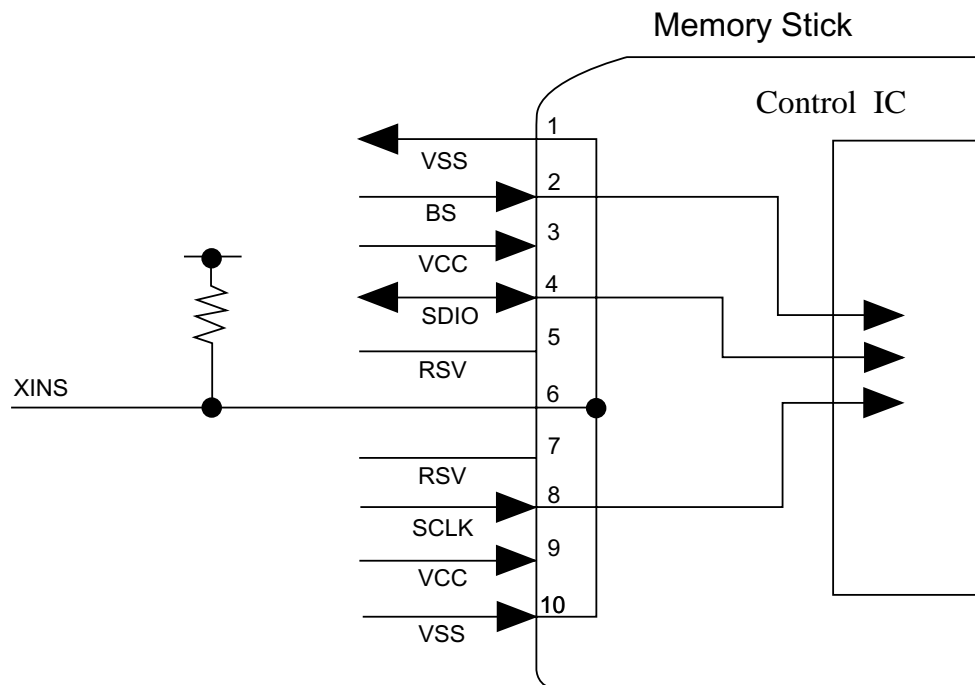 Memory Stick
Control IC
1
VSS
2
BS
3
VCC
4
SDIO
5
RSV
XINS
6
7
RSV
8
SCLK
9
VCC
10
VSS